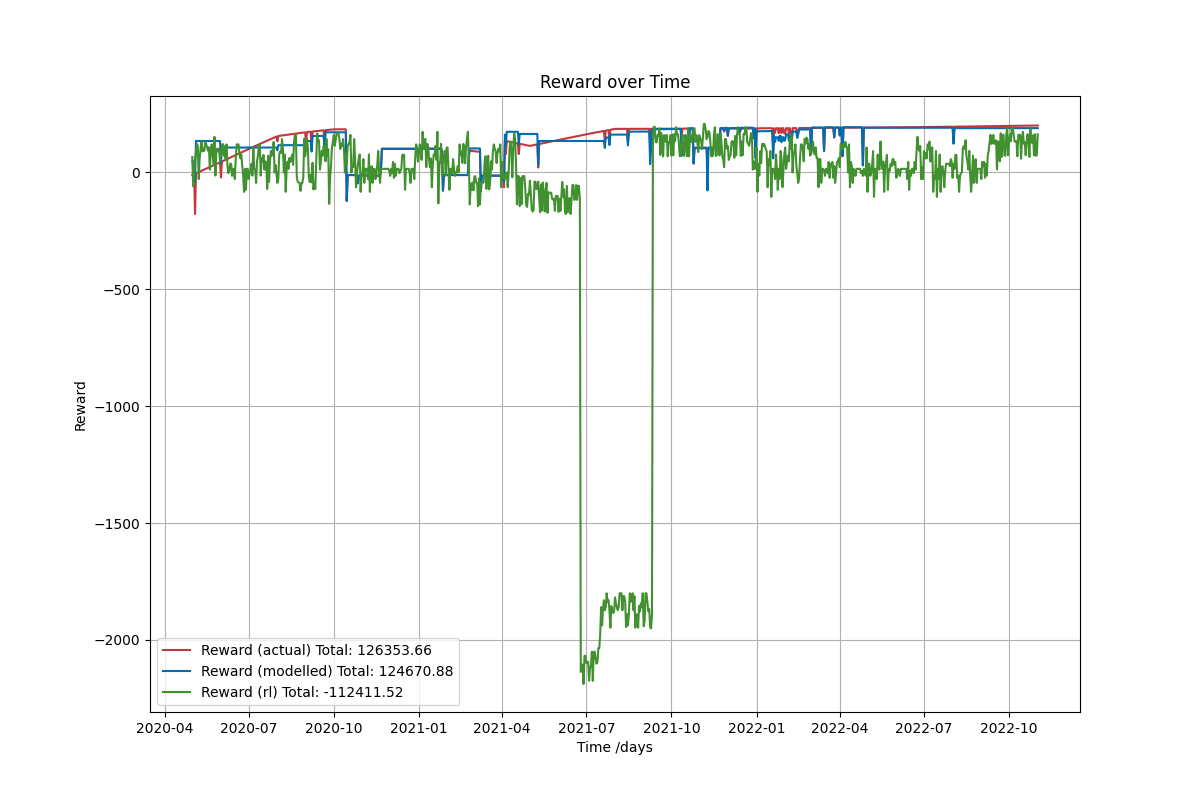 Reward over Time
Reward
0
−500
−1000
−1500
−2000
Reward (actual) Total: 126353.66
Reward (modelled) Total: 124670.88
Reward (rl) Total: -112411.52
2020-04 2020-07 2020-10 2021-01 2021-04 2021-07 2021-10 2022-01 2022-04 2022-07 2022-10
Time /days